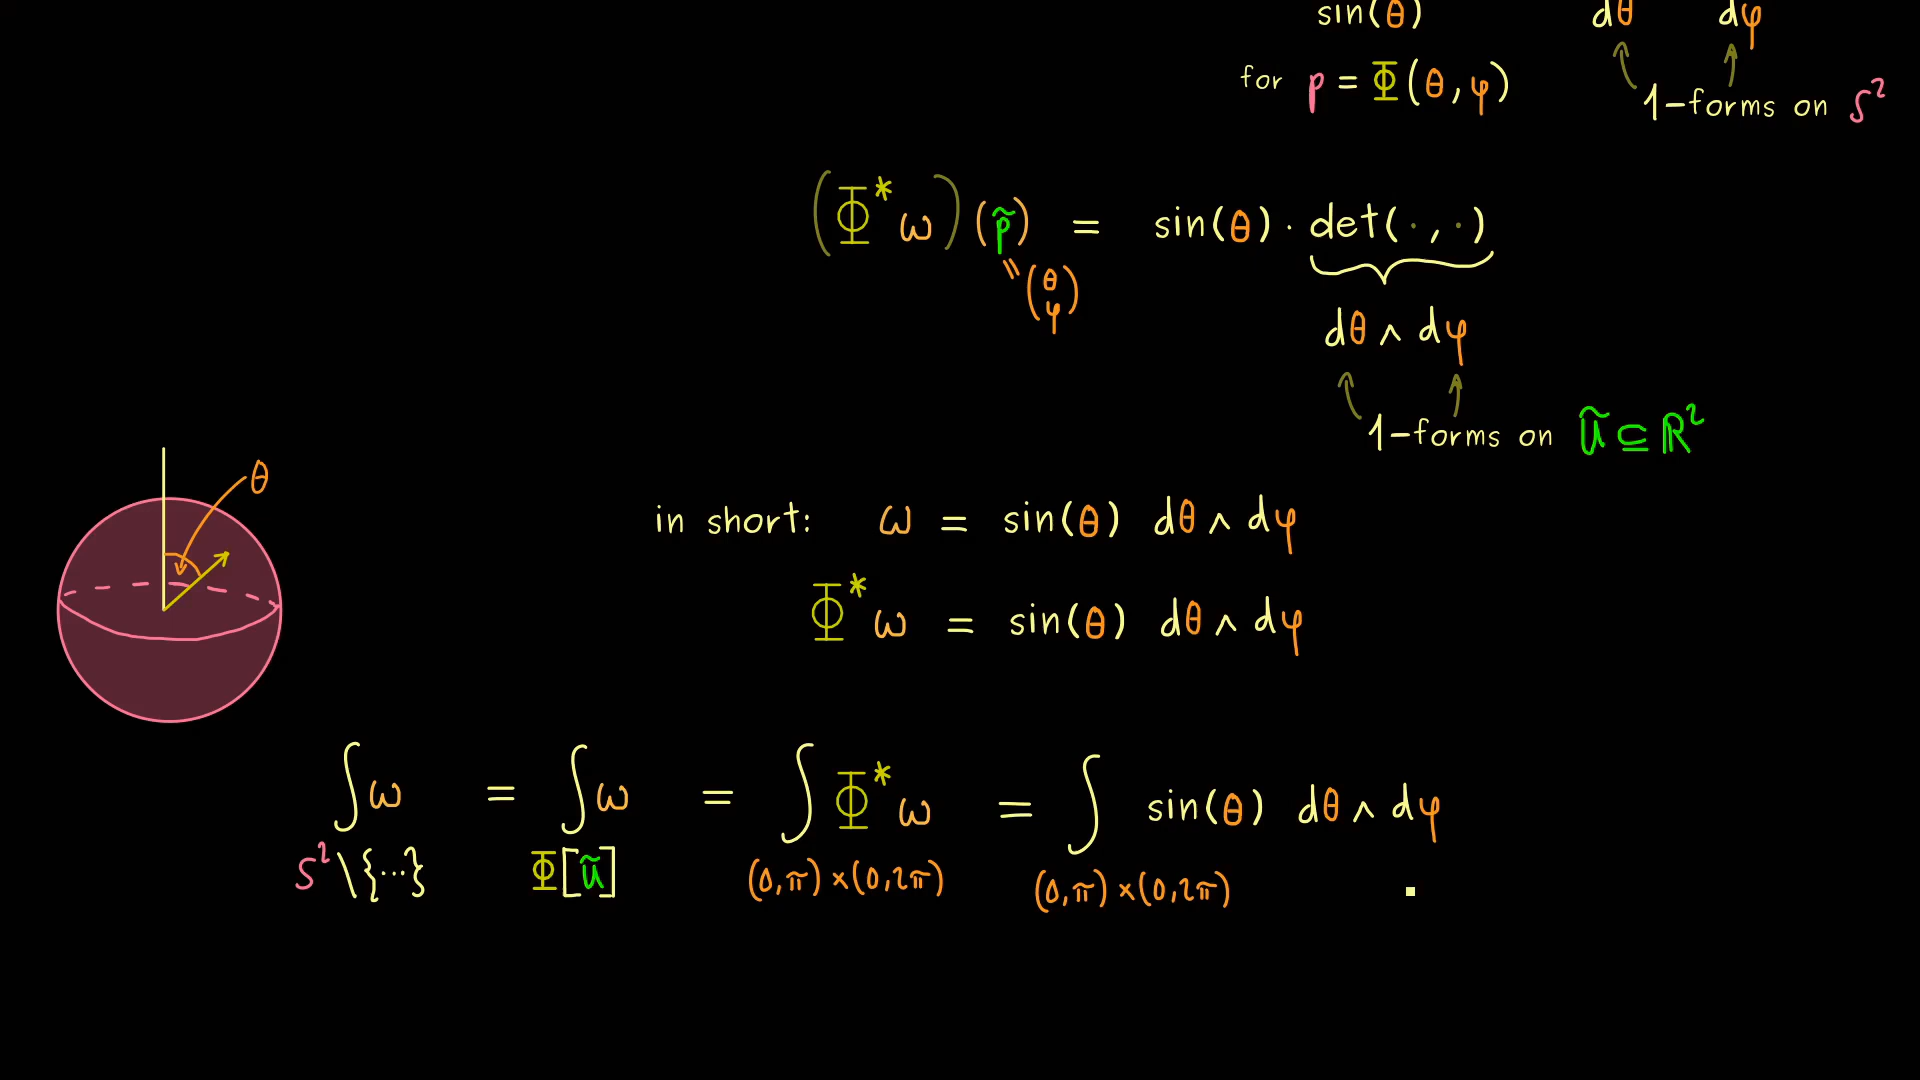 sin(θ) dθ dφ
for p = Φ(θ,φ)
1-forms on S²
(Φ*ω)(p̃) = sin(θ)· det(·,·)
= (θ φ)
dθ ∧ dφ
1-forms on Ũ ⊆ ℝ²
θ
in short: ω = sin(θ) dθ ∧ dφ
Φ*ω = sin(θ) dθ ∧ dφ
∫ω = ∫ω = ∫Φ*ω = ∫ sin(θ) dθ ∧ dφ
S²\{···} Φ[Ũ] (0,π)×(0,2π) (0,π)×(0,2π)